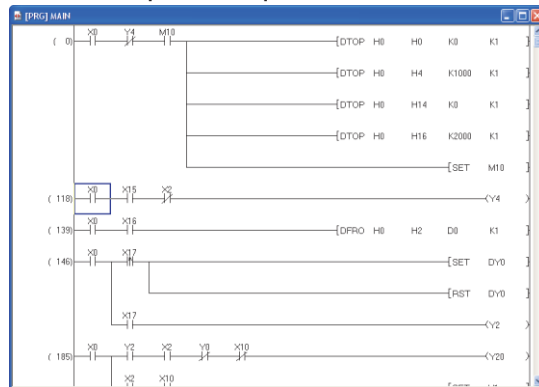 [PRG] MAIN
X0 Y4 M10
( 0) [DTOP H0 H0 K0 K1 ]
[DTOP H0 H4 K1000 K1 ]
[DTOP H0 H14 K0 K1 ]
[DTOP H0 H16 K2000 K1 ]
[SET M10 ]
X0 X15 X2
( 118) (Y4 )
X0 X16
( 139) [DFRO H0 H2 D0 K1 ]
X0 X17
( 146) [SET DY0 ]
[RST DY0 ]
X17
(Y2 )
X0 Y2 X2 Y0 X10
( 185) (Y20 )
X2 X10